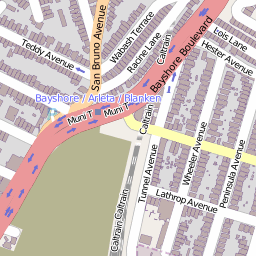 Lois Lane
Hester Avenue
Bayshore Boulevard
Wabash Terrace
Racine Lane
San Bruno Avenue
Teddy Avenue
Bayshore / Arleta / Blanken
Muni T
Muni T
Caltrain
Caltrain
Tunnel Avenue
Wheeler Avenue
Peninsula Avenue
Lathrop Avenue
Caltrain
Caltrain